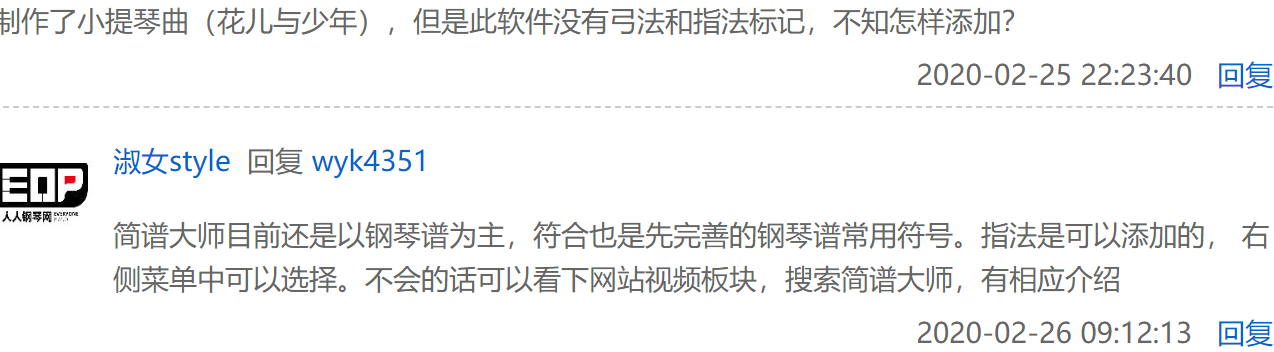 制作了小提琴曲（花儿与少年），但是此软件没有弓法和指法标记，不知怎样添加？
2020-02-25 22:23:40 回复
淑女style 回复 wyk4351
EOP
人人钢琴网
简谱大师目前还是以钢琴谱为主，符合也是先完善的钢琴谱常用符号。指法是可以添加的， 右
侧菜单中可以选择。不会的话可以看下网站视频板块，搜索简谱大师，有相应介绍
2020-02-26 09:12:13 回复